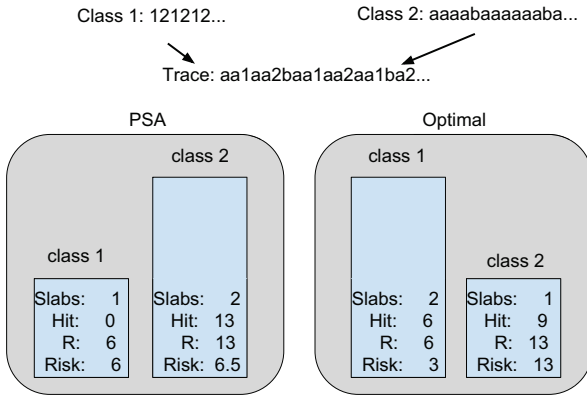 Class 1: 121212... Class 2: aaaabaaaaaaba...
Trace: aa1aa2baa1aa2aa1ba2...
PSA
class 2
class 1
Slabs: 1
Hit: 0
R: 6
Risk: 6
Slabs: 2
Hit: 13
R: 13
Risk: 6.5
Optimal
class 1
class 2
Slabs: 2
Hit: 6
R: 6
Risk: 3
Slabs: 1
Hit: 9
R: 13
Risk: 13